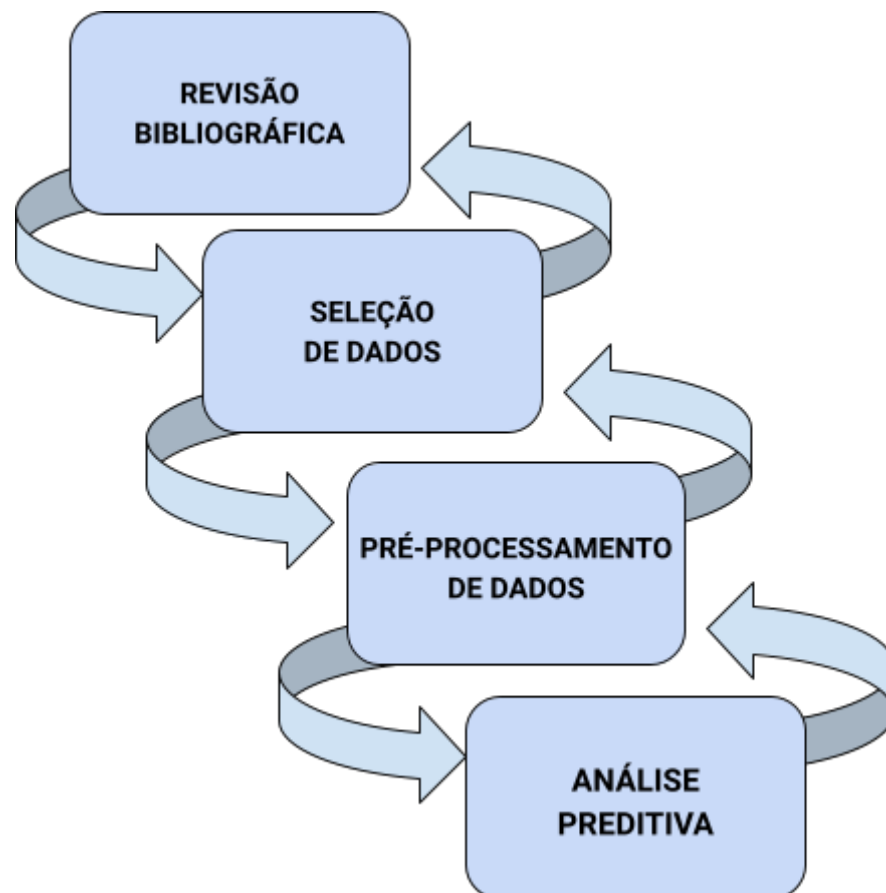 REVISÃO
BIBLIOGRÁFICA
SELEÇÃO
DE DADOS
PRÉ-PROCESSAMENTO
DE DADOS
ANÁLISE
PREDITIVA